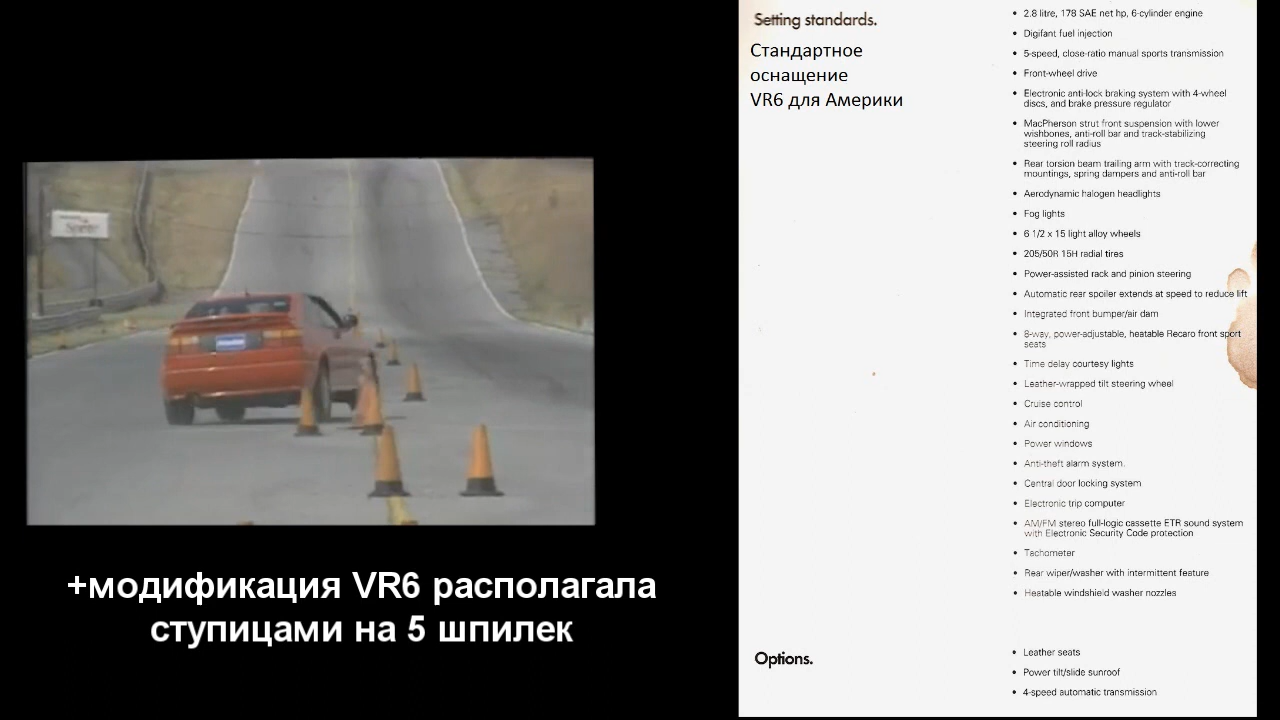 +модификация VR6 располагала
ступицами на 5 шпилек
Setting standards.
Стандартное
оснащение
VR6 для Америки
• 2.8 litre, 178 SAE net hp, 6-cylinder engine
• Digifant fuel injection
• 5-speed, close-ratio manual sports transmission
• Front-wheel drive
• Electronic anti-lock braking system with 4-wheel
discs, and brake pressure regulator
• MacPherson strut front suspension with lower
wishbones, anti-roll bar and track-stabilizing
steering roll radius
• Rear torsion beam trailing arm with track-correcting
mountings, spring dampers and anti-roll bar
• Aerodynamic halogen headlights
• Fog lights
• 6 1/2 x 15 light alloy wheels
• 205/50R 15H radial tires
• Power-assisted rack and pinion steering
• Automatic rear spoiler extends at speed to reduce lift
• Integrated front bumper/air dam
• 8-way, power-adjustable, heatable Recaro front sport
seats
• Time delay courtesy lights
• Leather-wrapped tilt steering wheel
• Cruise control
• Air conditioning
• Power windows
• Anti-theft alarm system.
• Central door locking system
• Electronic trip computer
• AM/FM stereo full-logic cassette ETR sound system
with Electronic Security Code protection
• Tachometer
• Rear wiper/washer with intermittent feature
• Heatable windshield washer nozzles
Options.
• Leather seats
• Power tilt/slide sunroof
• 4-speed automatic transmission